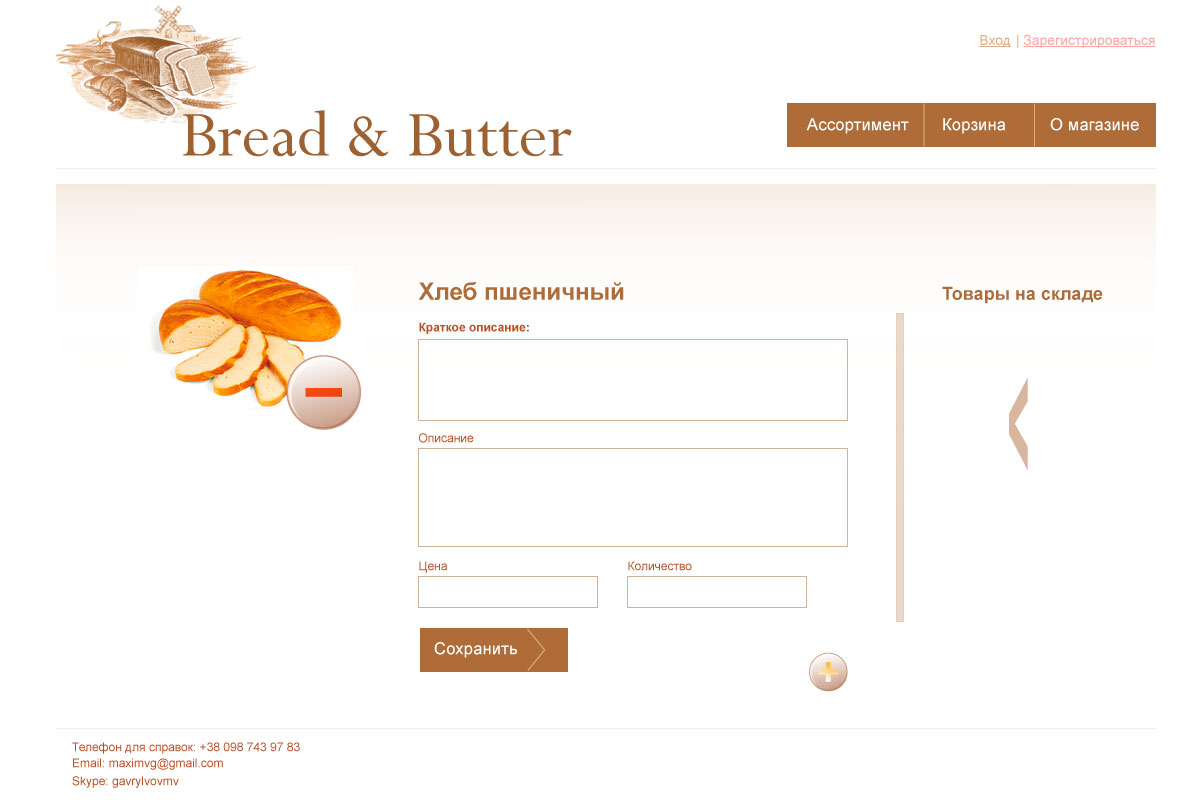 Вход | Зарегистрироваться
Bread & Butter
Ассортимент Корзина О магазине
Хлеб пшеничный
Товары на складе
Краткое описание:
Описание
Цена Количество
Сохранить
Телефон для справок: +38 098 743 97 83
Email: maximvg@gmail.com
Skype: gavrylvovmv